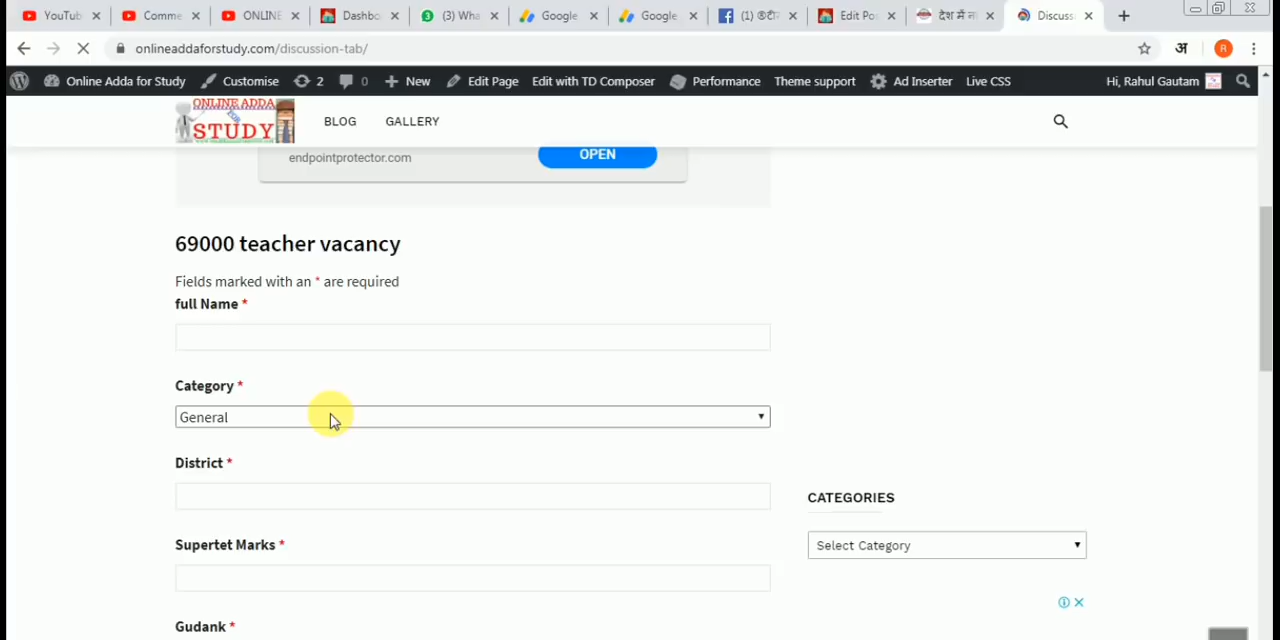 YouTub
Comme
ONLINE
Dashbo
(3) Wha
Google
Google
Edit Po
देश में न
Discuss
onlineaddaforstudy.com/discussion-tab/
अ
R
Online Adda for Study
Customise
2
0
New
Edit Page
Edit with TD Composer
Performance
Theme support
Ad Inserter
Live CSS
Hi, Rahul Gautam
ONLINE ADDA
FOR
STUDY
BLOG
GALLERY
endpointprotector.com
OPEN
69000 teacher vacancy
Fields marked with an * are required
full Name *
Category *
General
District *
CATEGORIES
Supertet Marks *
Select Category
Gudank *